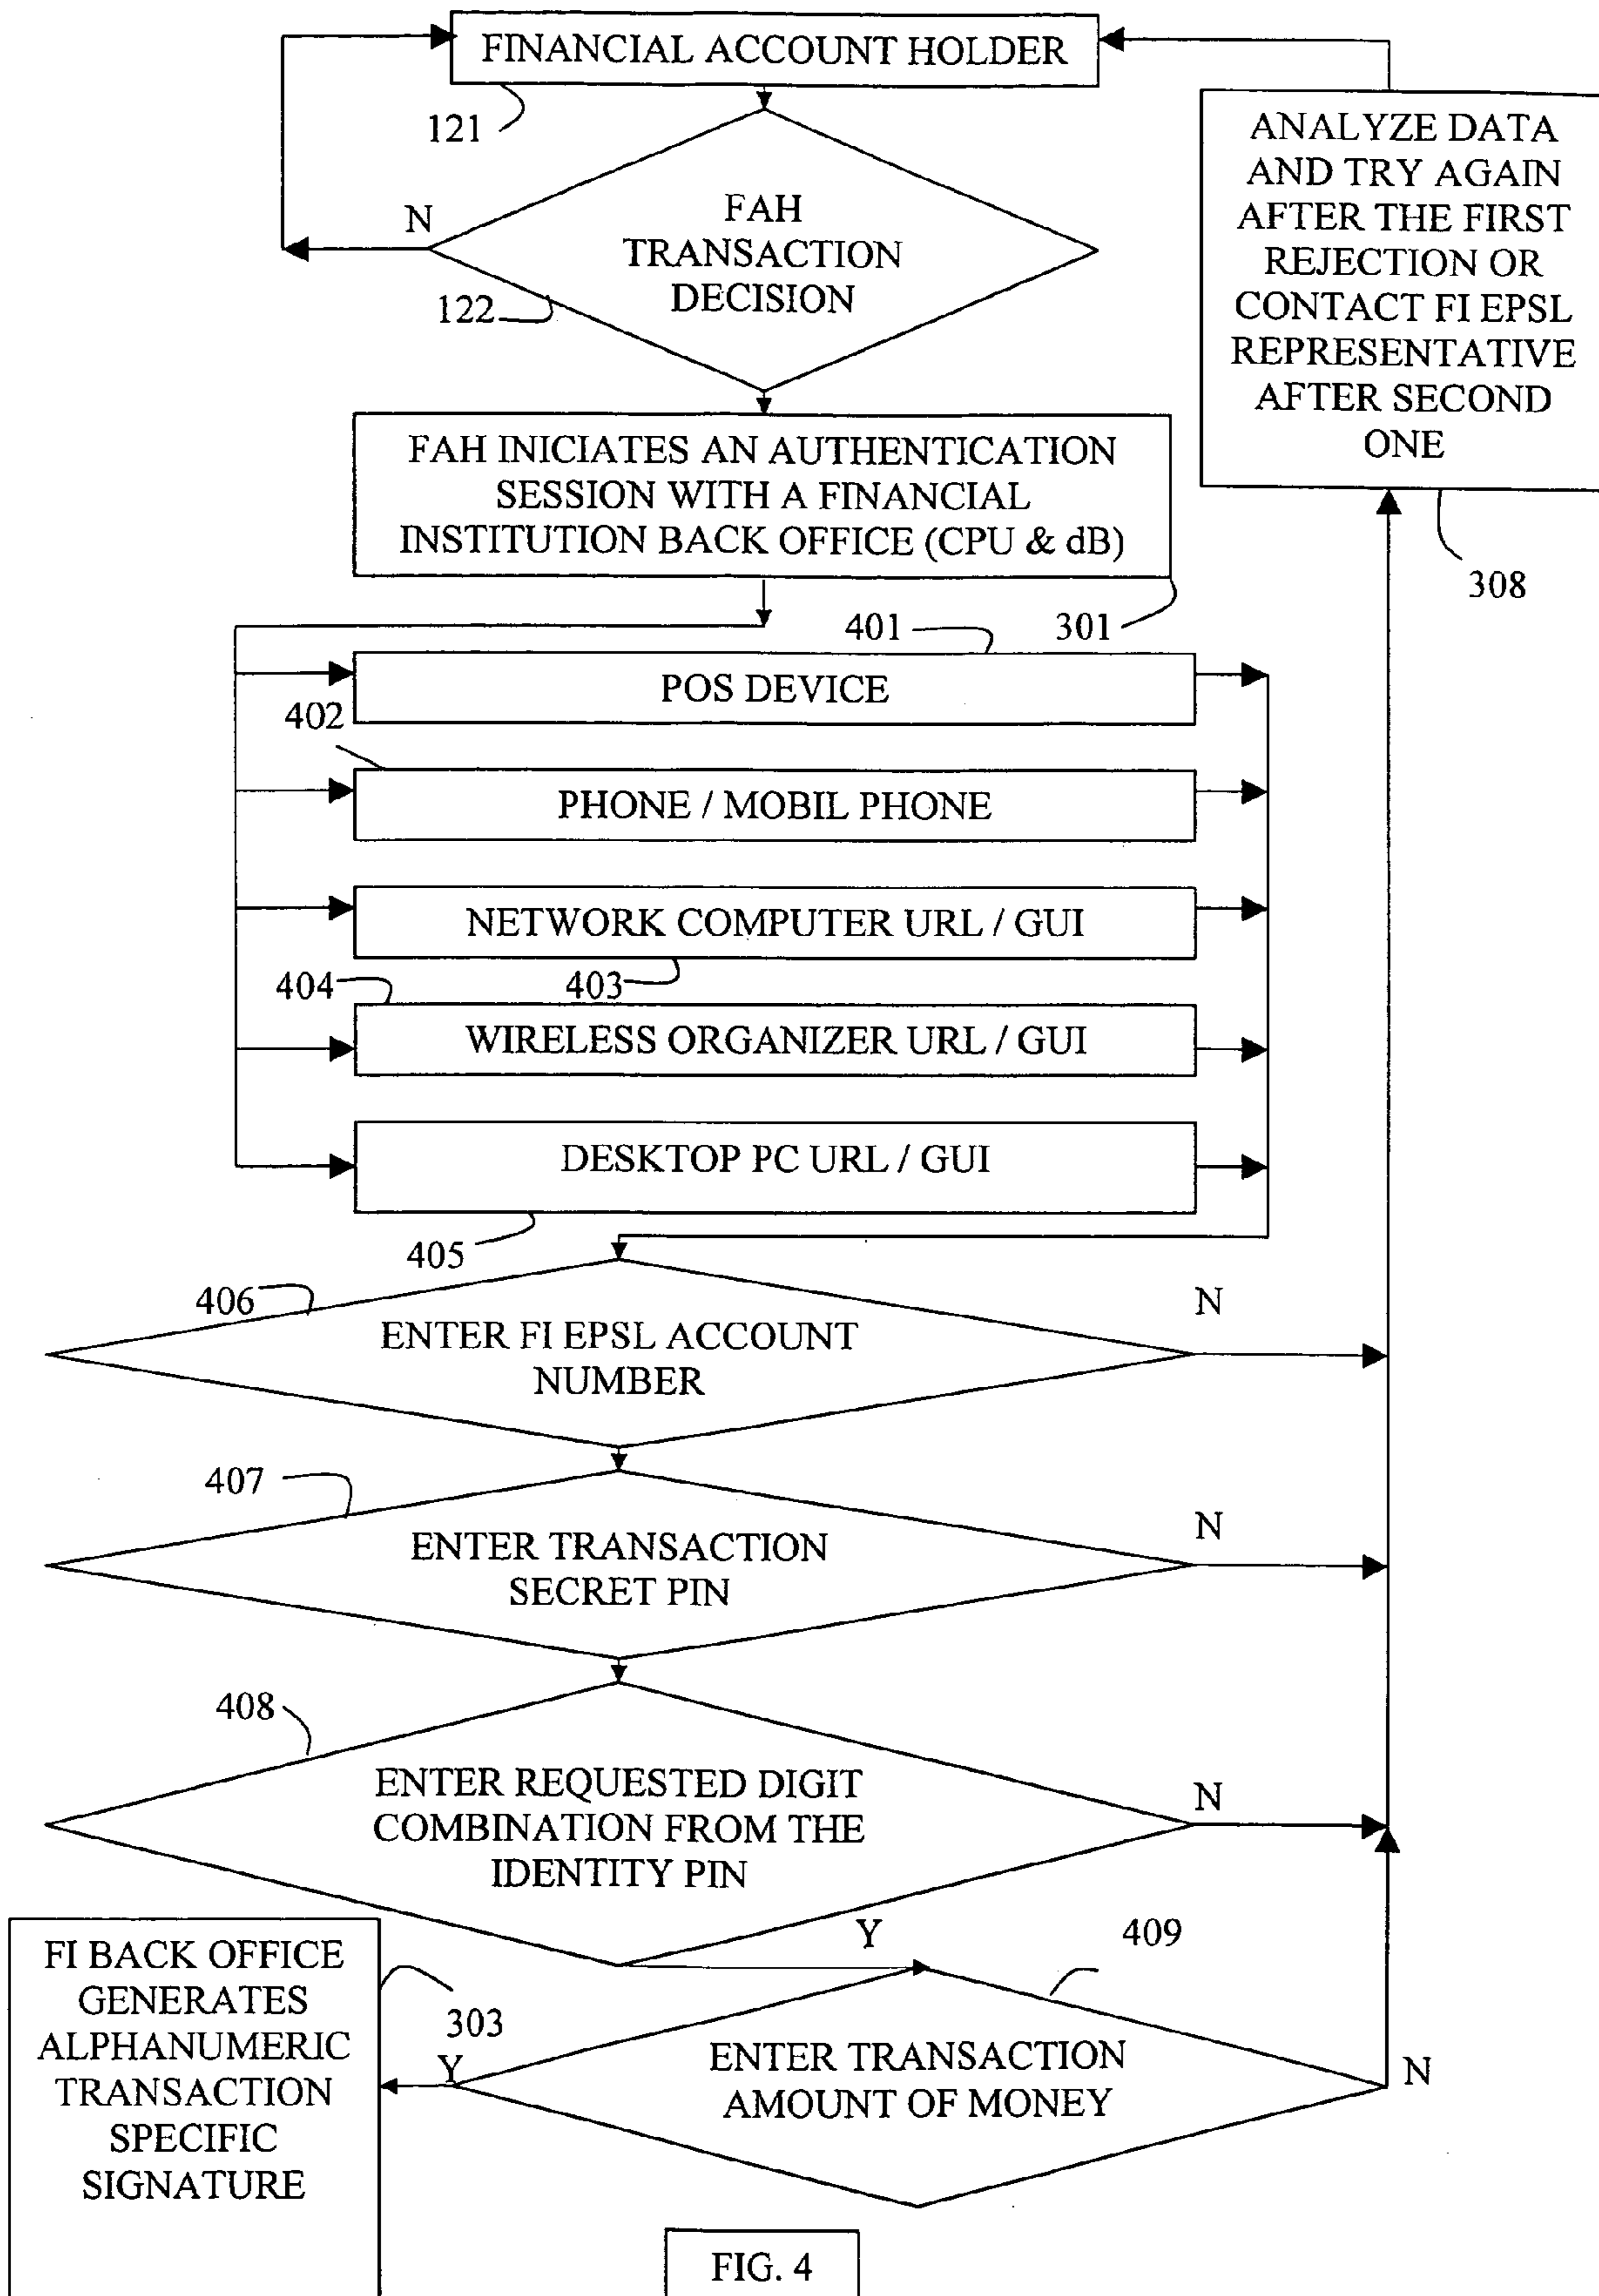 FINANCIAL ACCOUNT HOLDER
121
N
FAH
TRANSACTION
DECISION
122
ANALYZE DATA
AND TRY AGAIN
AFTER THE FIRST
REJECTION OR
CONTACT FI EPSL
REPRESENTATIVE
AFTER SECOND
ONE
308
FAH INICIATES AN AUTHENTICATION
SESSION WITH A FINANCIAL
INSTITUTION BACK OFFICE (CPU & dB)
301
401
POS DEVICE
402
PHONE / MOBIL PHONE
NETWORK COMPUTER URL / GUI
403
404
WIRELESS ORGANIZER URL / GUI
DESKTOP PC URL / GUI
405
406
N
ENTER FI EPSL ACCOUNT
NUMBER
407
N
ENTER TRANSACTION
SECRET PIN
408
N
ENTER REQUESTED DIGIT
COMBINATION FROM THE
IDENTITY PIN
Y
409
ENTER TRANSACTION
AMOUNT OF MONEY
N
Y
303
FI BACK OFFICE
GENERATES
ALPHANUMERIC
TRANSACTION
SPECIFIC
SIGNATURE
FIG. 4